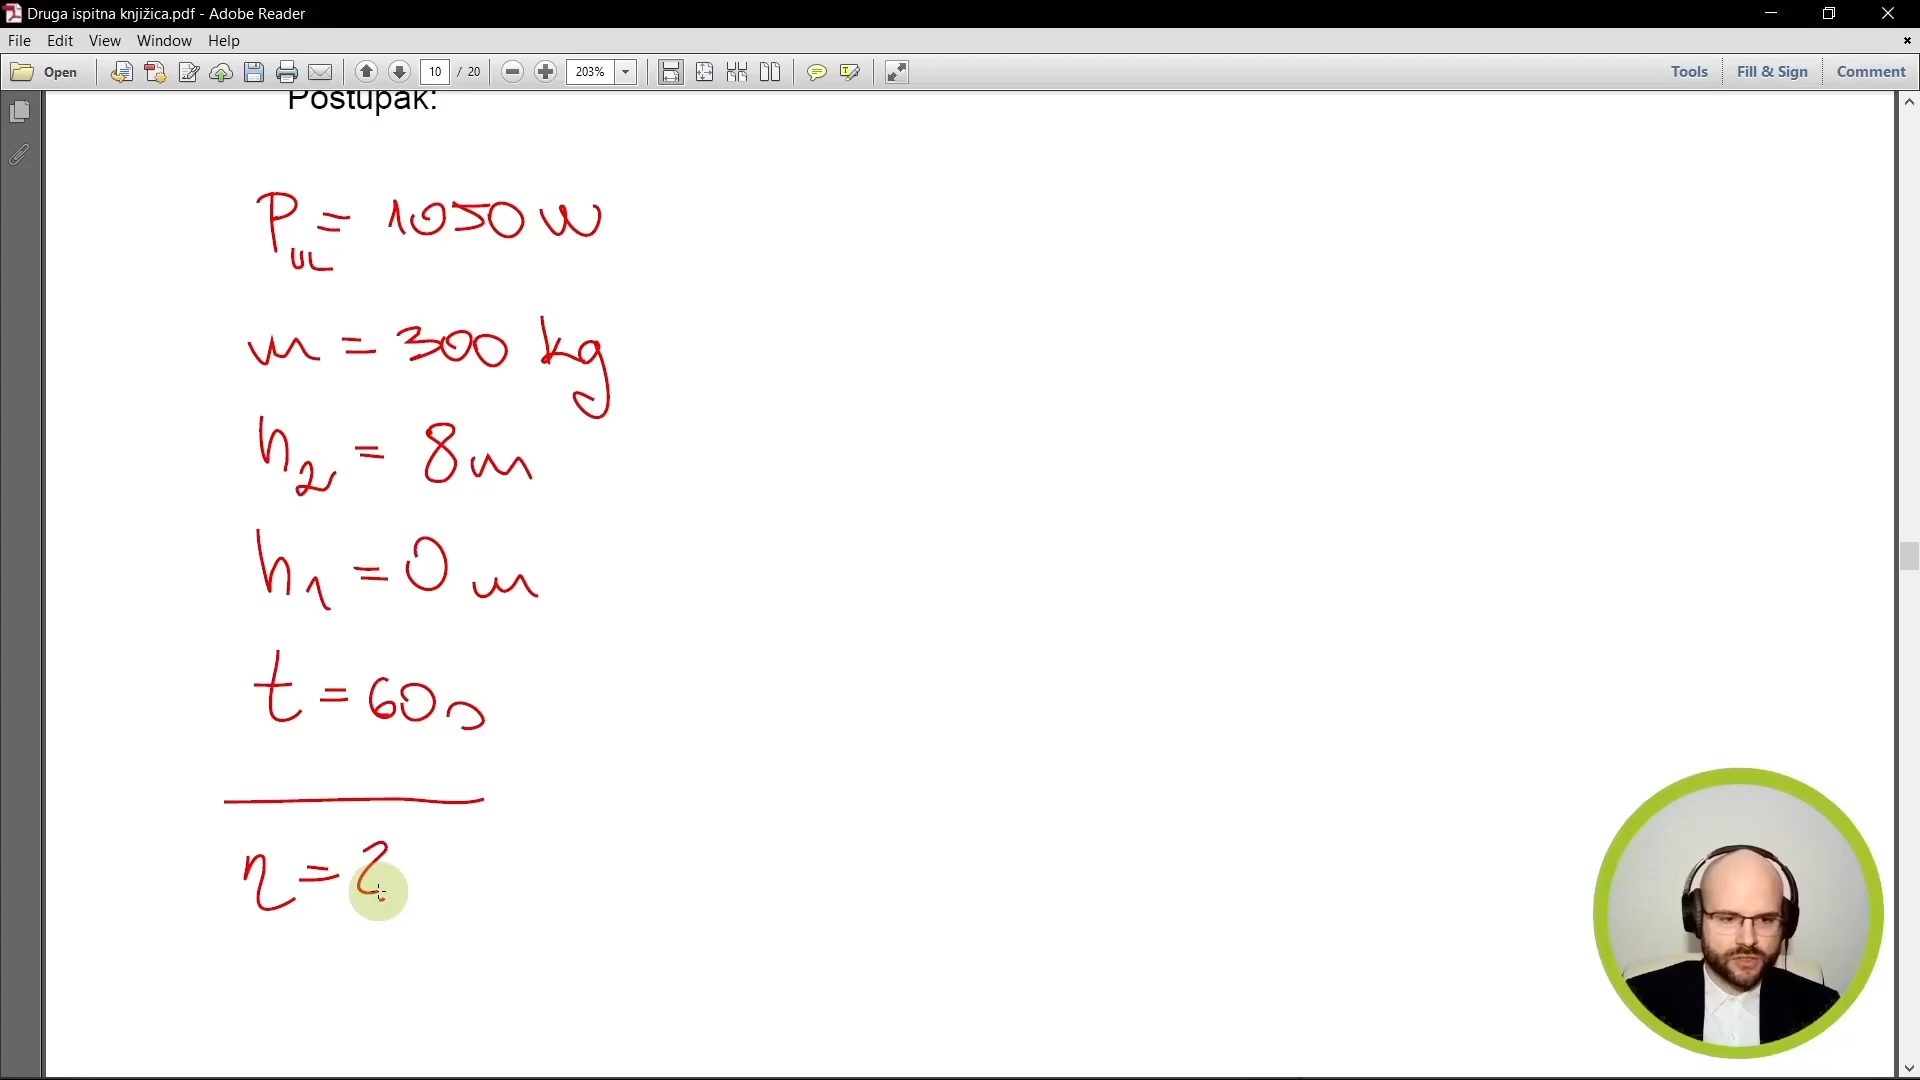 Druga ispitna knjižica.pdf - Adobe Reader
File Edit View Window Help
Open 10 / 20 203% Tools Fill & Sign Comment
Postupak:
P_ul = 1050 W
m = 300 kg
h₂ = 8 m
h₁ = 0 m
t = 60 s
η = ?